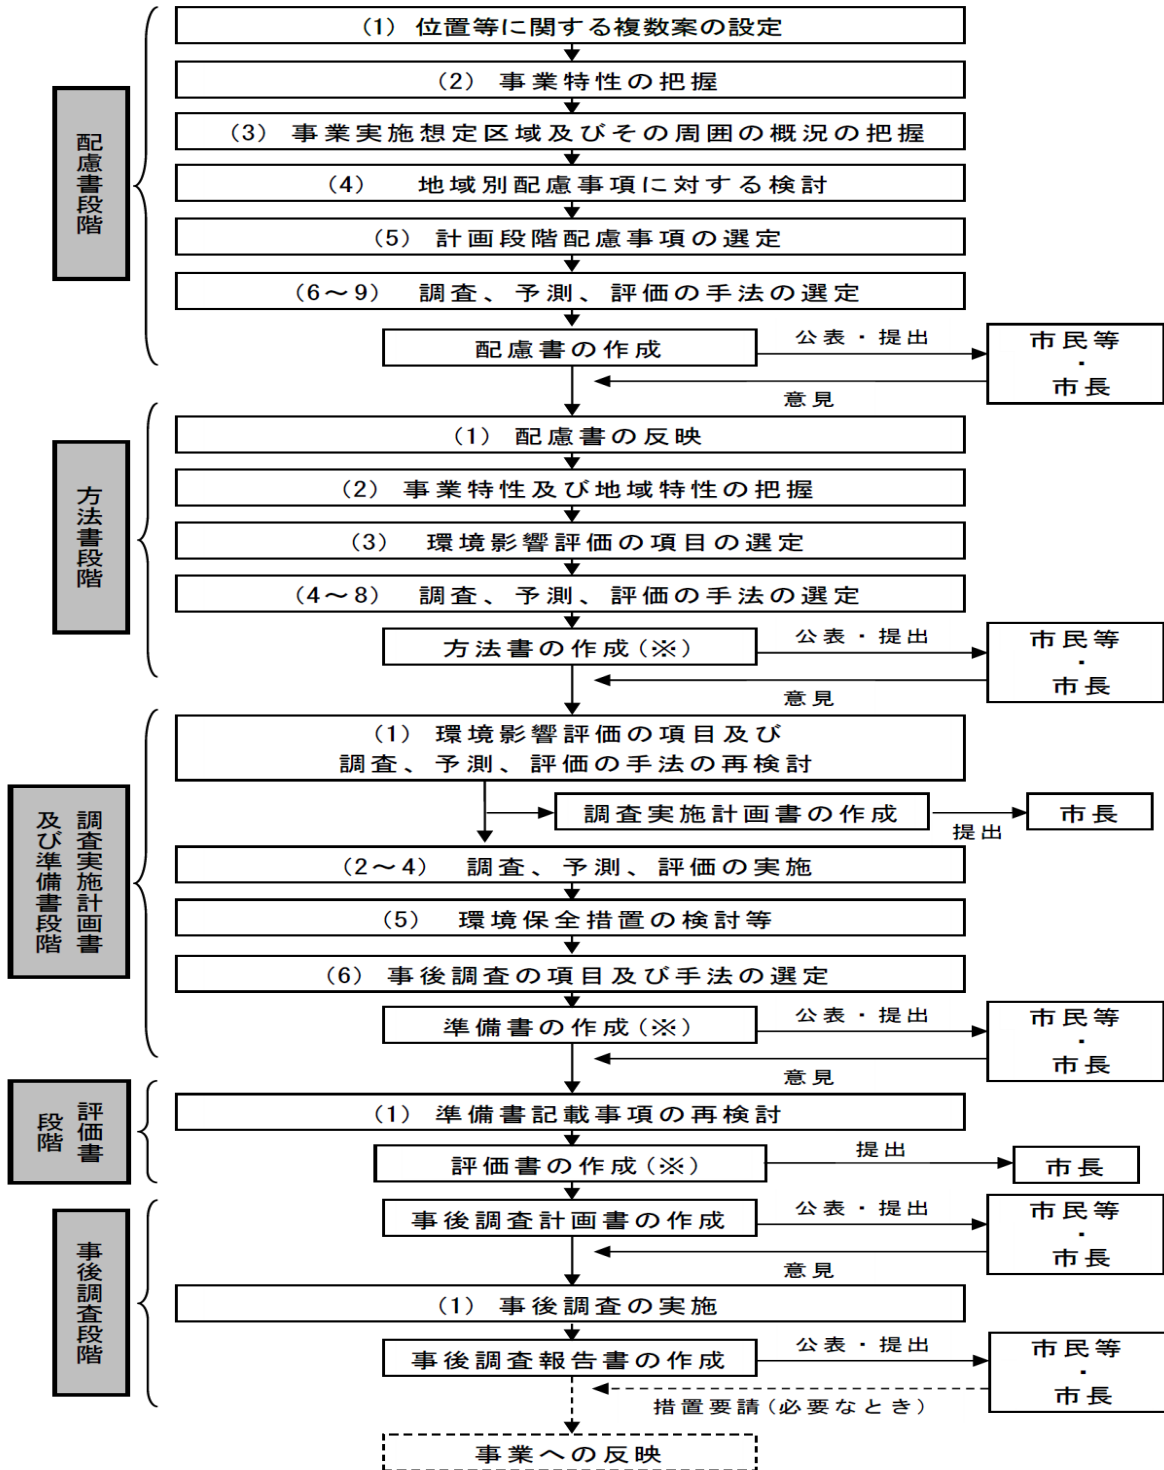 配慮書段階
(1) 位置等に関する複数案の設定
(2) 事業特性の把握
(3) 事業実施想定区域及びその周囲の概況の把握
(4) 地域別配慮事項に対する検討
(5) 計画段階配慮事項の選定
(6～9) 調査、予測、評価の手法の選定
配慮書の作成
公表・提出
市民等
・
市長
意見
方法書段階
(1) 配慮書の反映
(2) 事業特性及び地域特性の把握
(3) 環境影響評価の項目の選定
(4～8) 調査、予測、評価の手法の選定
方法書の作成(※)
公表・提出
市民等
・
市長
意見
調査実施計画書
及び準備書段階
(1) 環境影響評価の項目及び
調査、予測、評価の手法の再検討
調査実施計画書の作成
提出
市長
(2～4) 調査、予測、評価の実施
(5) 環境保全措置の検討等
(6) 事後調査の項目及び手法の選定
準備書の作成(※)
公表・提出
市民等
・
市長
意見
評価書
段階
(1) 準備書記載事項の再検討
評価書の作成(※)
提出
市長
事後調査段階
事後調査計画書の作成
公表・提出
市民等
・
市長
意見
(1) 事後調査の実施
事後調査報告書の作成
公表・提出
市民等
・
市長
措置要請(必要なとき)
事業への反映